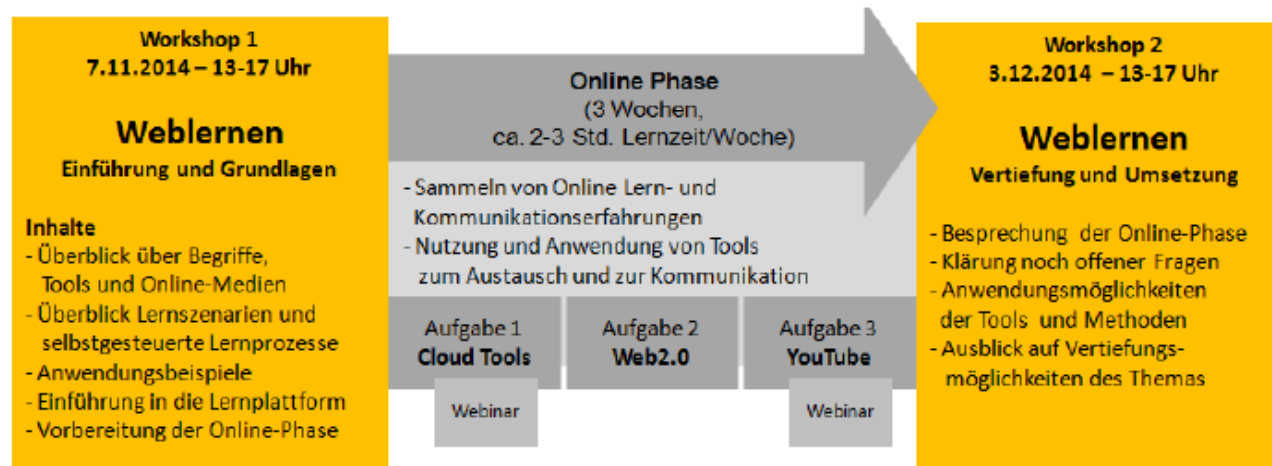 Workshop 1
7.11.2014 – 13-17 Uhr
Weblernen
Einführung und Grundlagen
Inhalte
- Überblick über Begriffe,
Tools und Online-Medien
- Überblick Lernszenarien und
selbstgesteuerte Lernprozesse
- Anwendungsbeispiele
- Einführung in die Lernplattform
- Vorbereitung der Online-Phase
Online Phase
(3 Wochen,
ca. 2-3 Std. Lernzeit/Woche)
- Sammeln von Online Lern- und
Kommunikationserfahrungen
- Nutzung und Anwendung von Tools
zum Austausch und zur Kommunikation
Aufgabe 1
Cloud Tools
Webinar
Aufgabe 2
Web2.0
Aufgabe 3
YouTube
Webinar
Workshop 2
3.12.2014 – 13-17 Uhr
Weblernen
Vertiefung und Umsetzung
- Besprechung der Online-Phase
- Klärung noch offener Fragen
- Anwendungsmöglichkeiten
der Tools und Methoden
- Ausblick auf Vertiefungs-
möglichkeiten des Themas